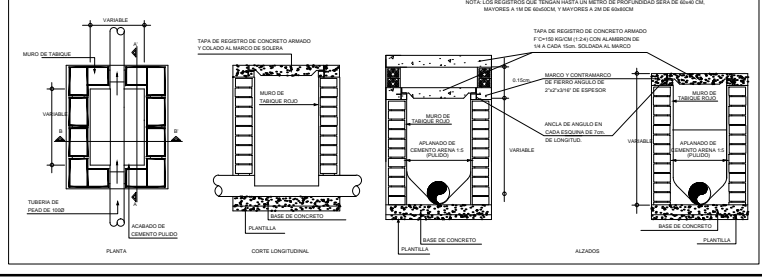 NOTA: LOS REGISTROS QUE TENGAN HASTA UN METRO DE PROFUNDIDAD SERA DE 60x40 CM,
MAYORES A 1M DE 60x50CM, Y MAYORES A 2M DE 60x80CM
VARIABLE
A'
MURO DE TABIQUE
VARIABLE
B
B'
A
TUBERIA DE
PEAD DE 100Ø
ACABADO DE
CEMENTO PULIDO
PLANTA
TAPA DE REGISTRO DE CONCRETO ARMADO
Y COLADO AL MARCO DE SOLERA
MURO DE
TABIQUE ROJO
BASE DE CONCRETO
PLANTILLA
CORTE LONGITUDINAL
TAPA DE REGISTRO DE CONCRETO ARMADO
F'C=150 KG/CM (1:2:4) CON ALAMBRON DE
1/4 A CADA 15cm. SOLDADA AL MARCO
0.15cm.
MARCO Y CONTRAMARCO
DE FIERRO ANGULO DE
2"x2"x3/16" DE ESPESOR
MURO DE
TABIQUE ROJO
ANCLA DE ANGULO EN
CADA ESQUINA DE 7cm.
DE LONGITUD.
APLANADO DE
CEMENTO ARENA 1:5
(PULIDO)
VARIABLE
BASE DE CONCRETO
PLANTILLA
MURO DE
TABIQUE ROJO
VARIABLE
APLANADO DE
CEMENTO ARENA 1:5
(PULIDO)
BASE DE CONCRETO
PLANTILLA
ALZADOS